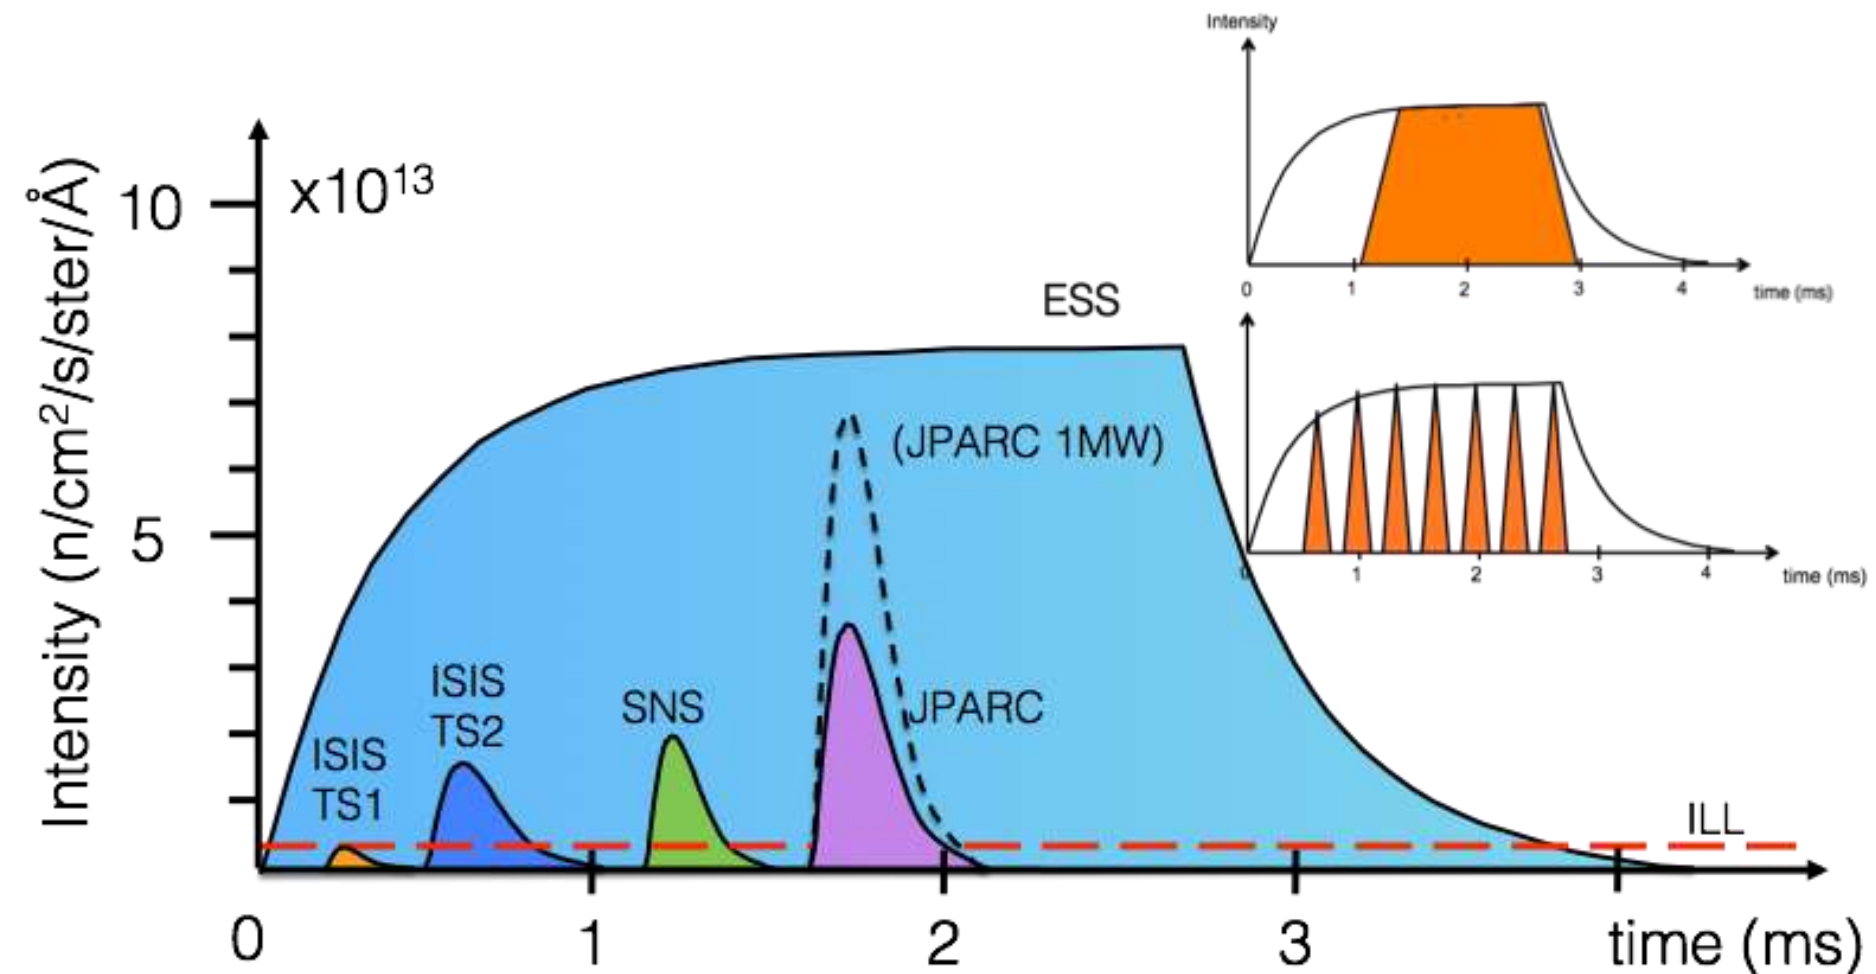 Intensity (n/cm²/s/ster/Å)
x10¹³
10
5
ESS
(JPARC 1MW)
ISIS
TS2
SNS
JPARC
ISIS
TS1
ILL
0
1
2
3
time (ms)
Intensity
0
1
2
3
4
time (ms)
0
1
2
3
4
time (ms)